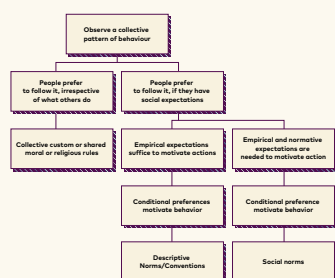 Observe a collective
pattern of behaviour
People prefer
to follow it, irrespective
of what others do
People prefer
to follow it, if they have
social expectations
Collective custom or shared
moral or religious rules
Empirical expectations
suffice to motivate actions
Empirical and normative
expectations are
needed to motivate action
Conditional preferences
motivate behavior
Conditional preference
motivate behavior
Descriptive
Norms/Conventions
Social norms